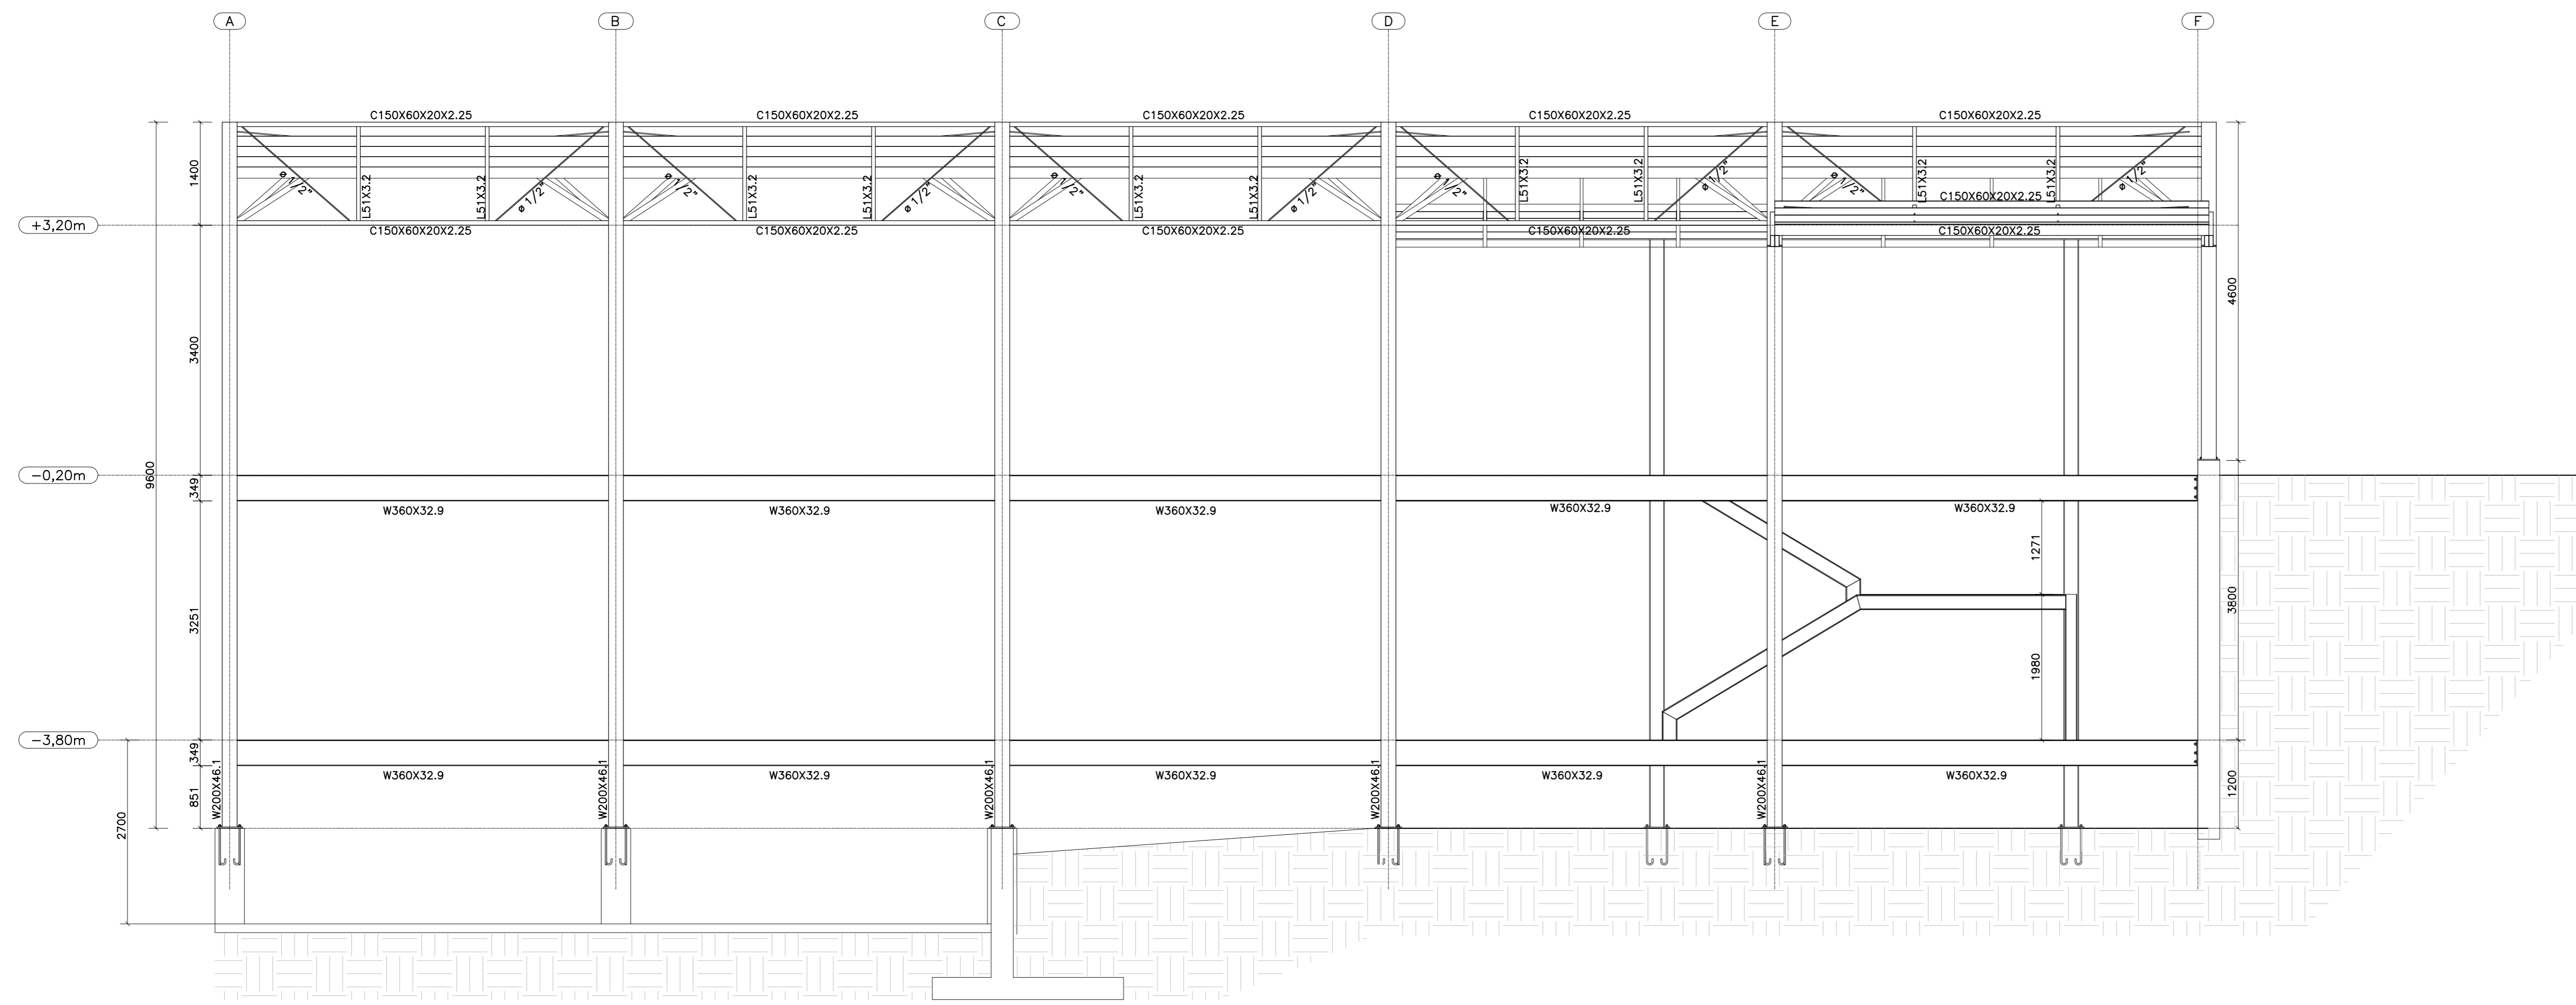 A B C D E F
C150X60X20X2.25 C150X60X20X2.25 C150X60X20X2.25 C150X60X20X2.25 C150X60X20X2.25
1400
ø 1/2" L51X3.2 L51X3.2 ø 1/2" ø 1/2" L51X3.2 L51X3.2 ø 1/2" ø 1/2" L51X3.2 L51X3.2 ø 1/2" ø 1/2" L51X3.2 L51X3.2 ø 1/2" ø 1/2" L51X3.2 L51X3.2 ø 1/2"
C150X60X20X2.25
+3,20m
C150X60X20X2.25 C150X60X20X2.25 C150X60X20X2.25 C150X60X20X2.25 C150X60X20X2.25
4600
3400
9600
−0,20m
349
W360X32.9 W360X32.9 W360X32.9 W360X32.9 W360X32.9
1271
3251
3800
1980
−3,80m
349
W360X32.9 W360X32.9 W360X32.9 W360X32.9 W360X32.9
W200X46.1 W200X46.1 W200X46.1 W200X46.1 W200X46.1
851
1200
2700